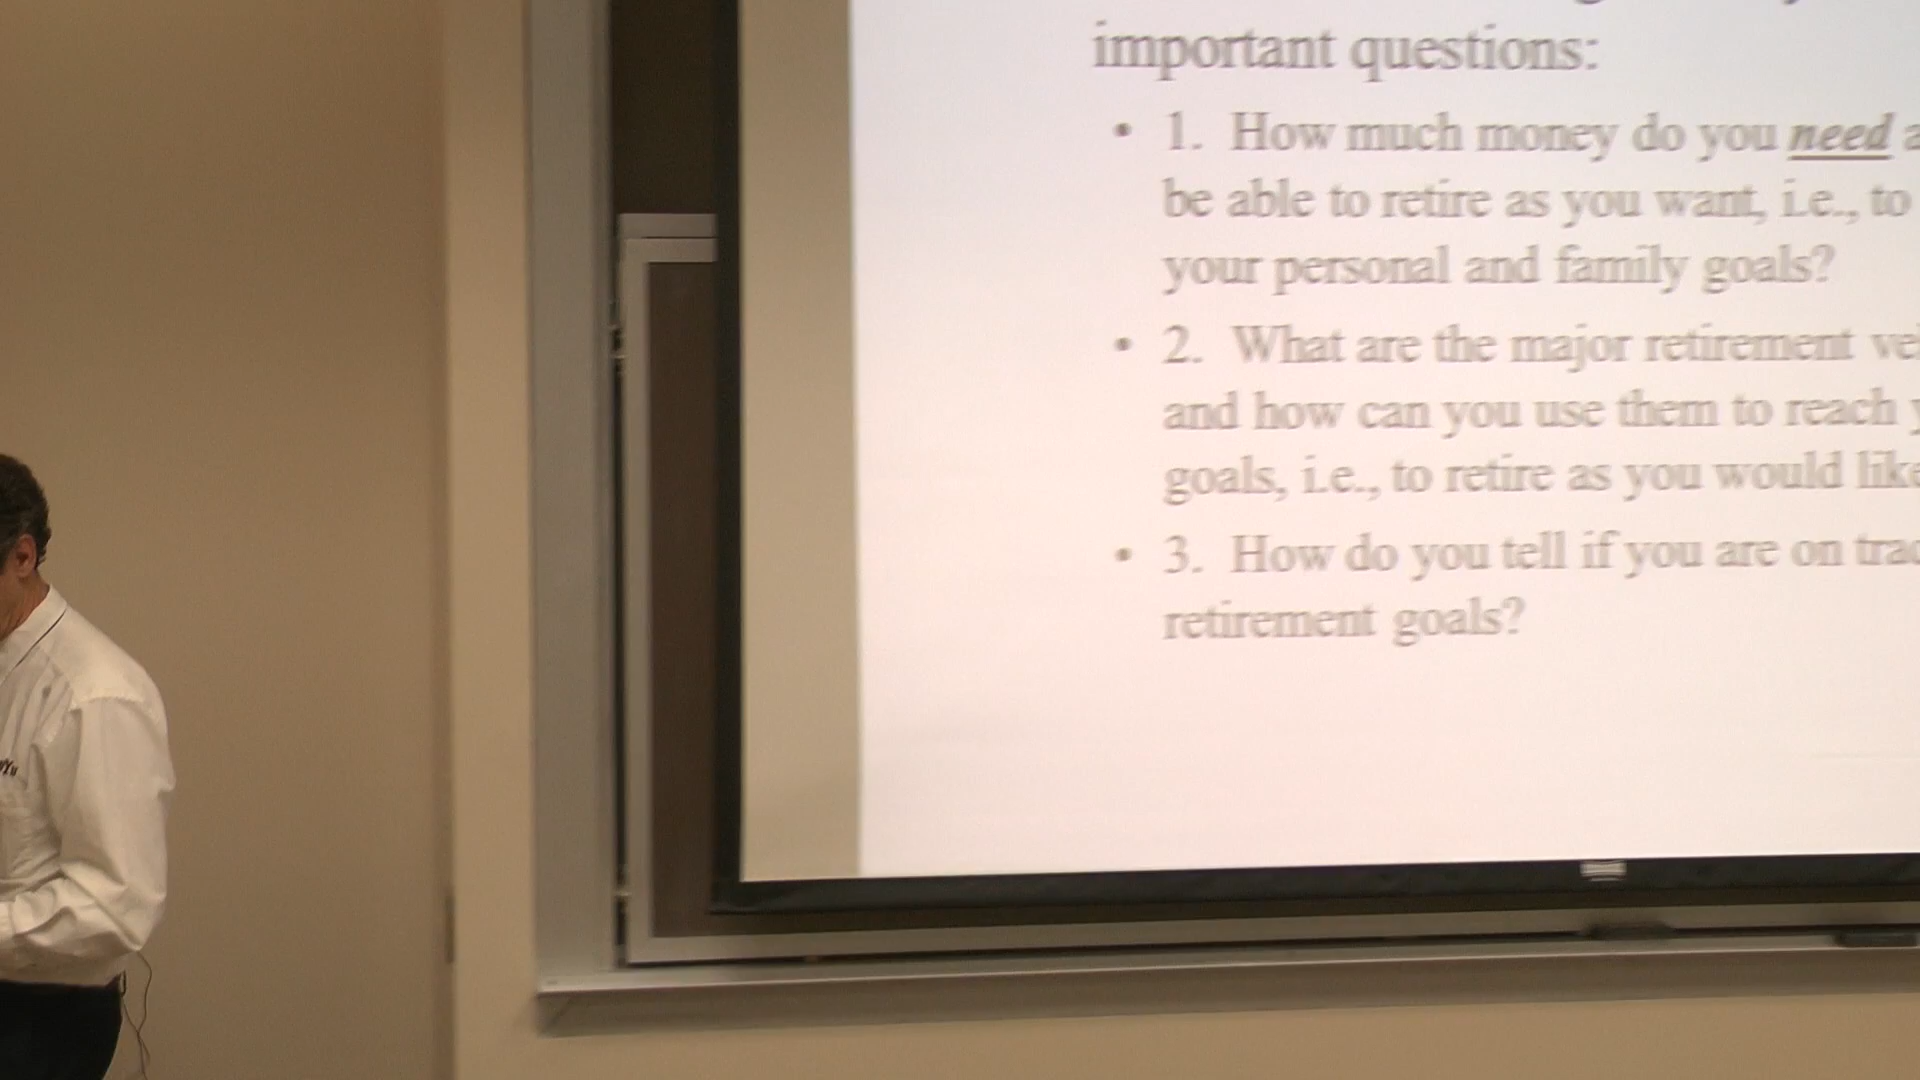 important questions:
• 1. How much money do you need
be able to retire as you want, i.e., to
your personal and family goals?
• 2. What are the major retirement
and how can you use them to reach
goals, i.e., to retire as you would like
• 3. How do you tell if you are on
retirement goals?